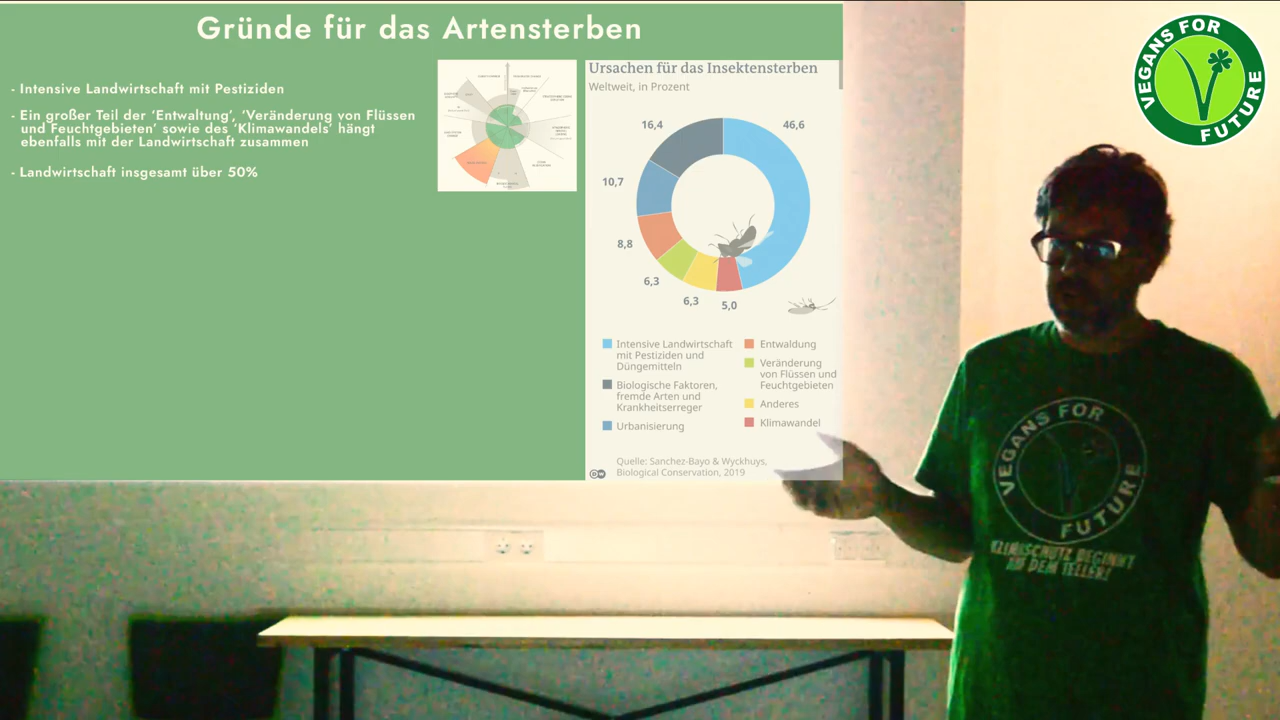 Gründe für das Artensterben
- Intensive Landwirtschaft mit Pestiziden
- Ein großer Teil der ‘Entwaltung’, ‘Veränderung von Flüssen
und Feuchtgebieten’ sowie des ‘Klimawandels’ hängt
ebenfalls mit der Landwirtschaft zusammen
- Landwirtschaft insgesamt über 50%
Ursachen für das Insektensterben
Weltweit, in Prozent
16,4
46,6
10,7
8,8
6,3
6,3
5,0
Intensive Landwirtschaft
mit Pestiziden und
Düngemitteln
Biologische Faktoren,
fremde Arten und
Krankheitserreger
Urbanisierung
Entwaldung
Veränderung
von Flüssen und
Feuchtgebieten
Anderes
Klimawandel
Quelle: Sanchez-Bayo & Wyckhuys,
Biological Conservation, 2019
VEGANS FOR
FUTURE
VEGANS FOR
FUTURE
KLIMASCHUTZ BEGINNT
AUF DEM TELLER!